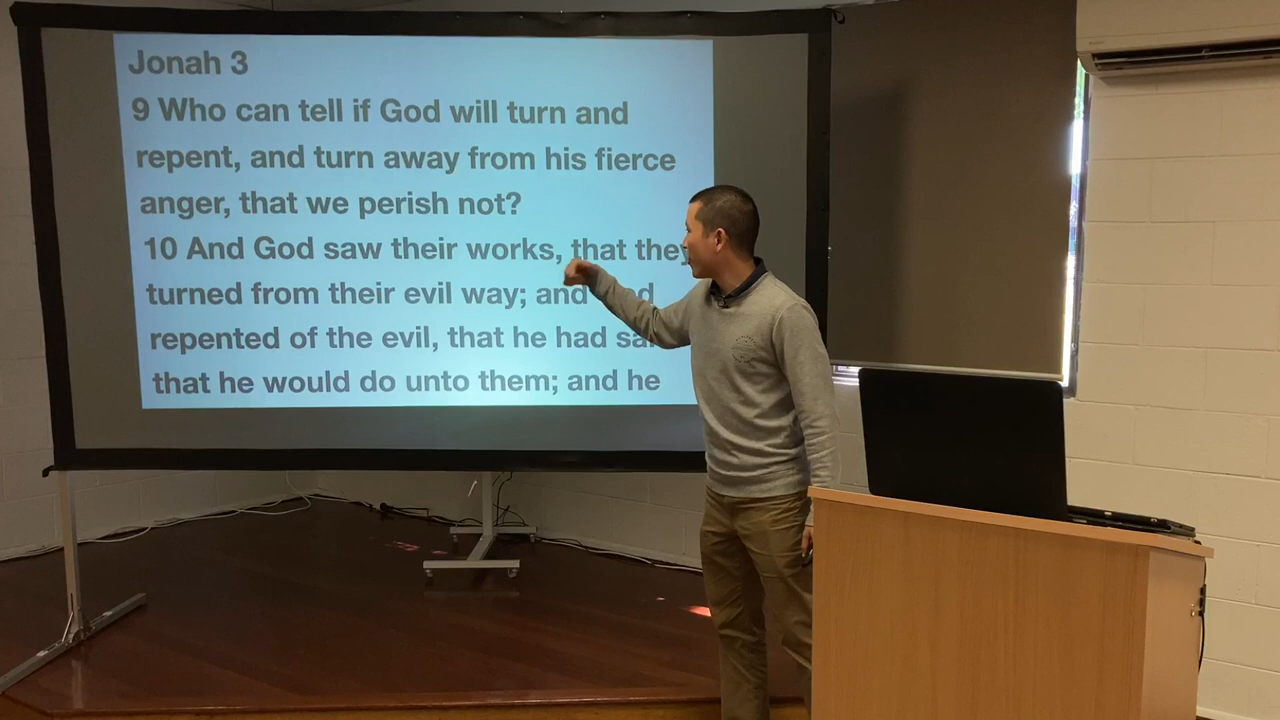 Jonah 3
9 Who can tell if God will turn and
repent, and turn away from his fierce
anger, that we perish not?
10 And God saw their works, that they
turned from their evil way; and
repented of the evil, that he had
that he would do unto them; and he